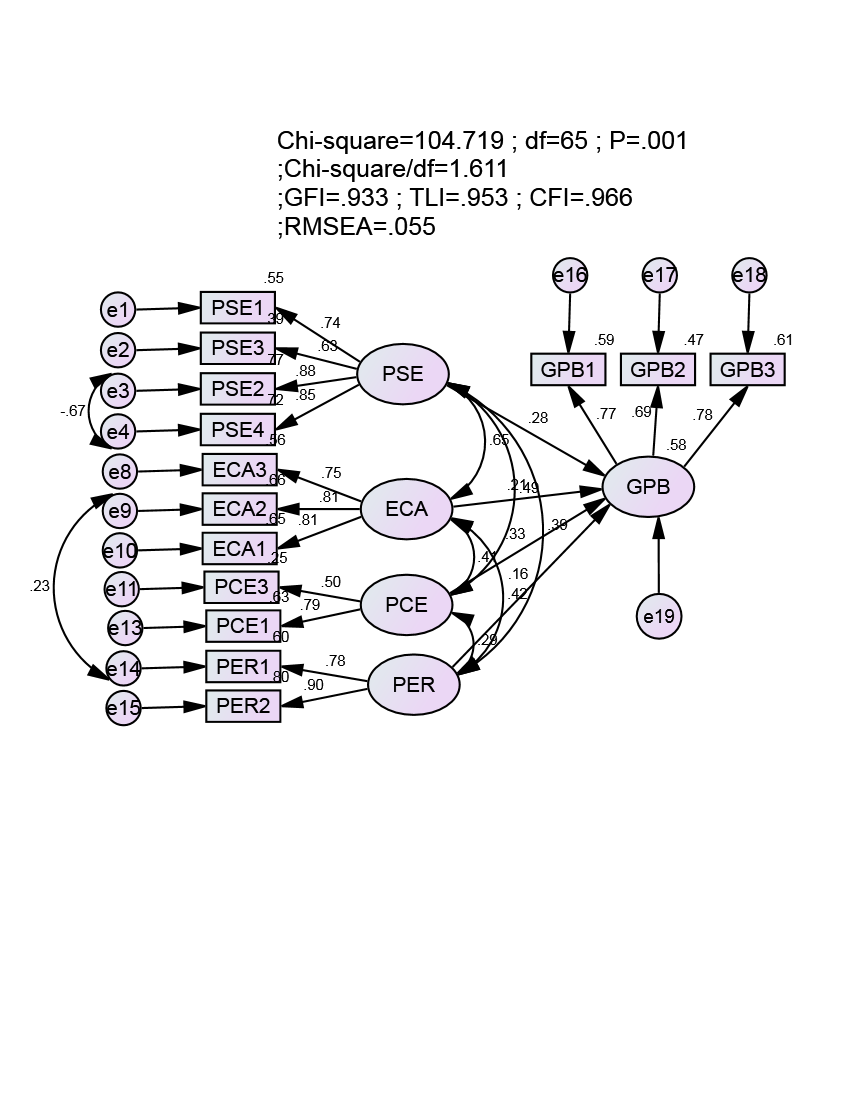 Chi-square=104.719 ; df=65 ; P=.001
;Chi-square/df=1.611
;GFI=.933 ; TLI=.953 ; CFI=.966
;RMSEA=.055
e16
e17
e18
.55
e1
PSE1
.39
.74
.59
.47
.61
e2
PSE3
.63
.77
PSE
GPB1
GPB2
GPB3
e3
PSE2
.88
.72
.85
-.67
.77
.69
.78
.28
e4
PSE4
.56
.65
.58
e8
ECA3
.66
.75
.21
.49
GPB
e9
ECA2
.65
.81
ECA
e10
ECA1
.25
.81
.33
.39
.41
.23
e11
PCE3
.63
.50
.16
.42
PCE
.79
e13
PCE1
.60
e19
.29
e14
PER1
.80
.78
PER
.90
e15
PER2